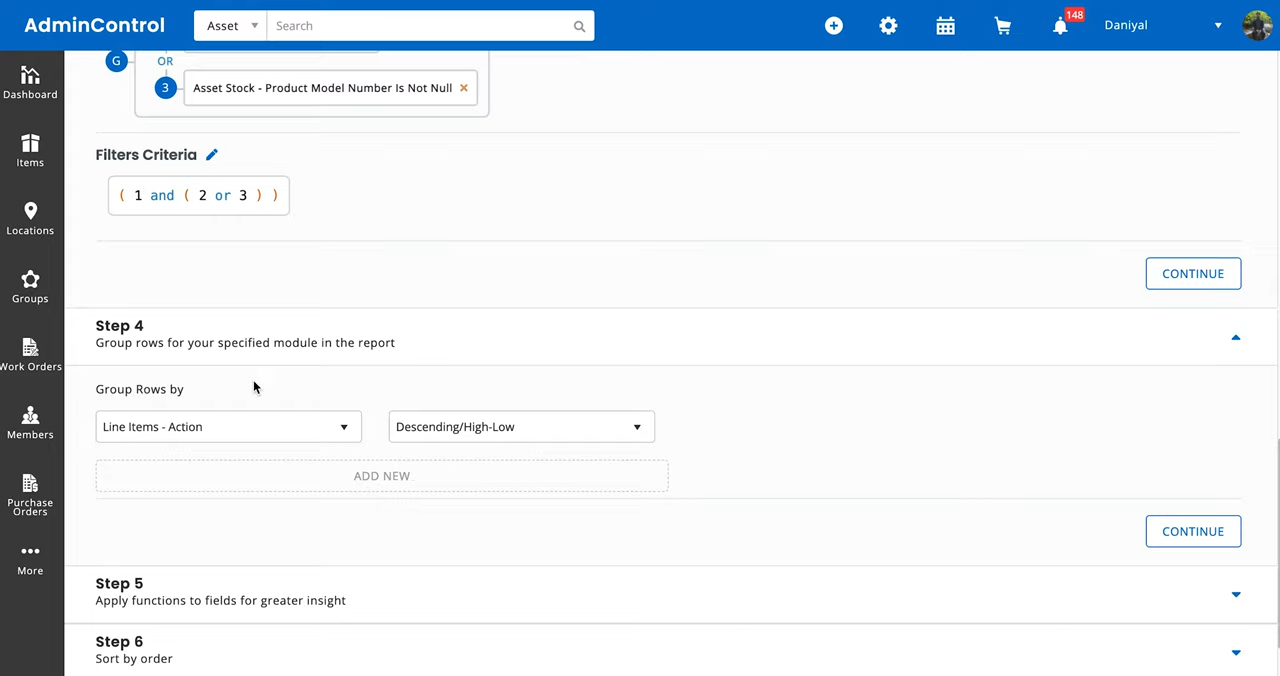 AdminControl
Asset
Search
148
Daniyal
Dashboard
Items
Locations
Groups
Work Orders
Members
Purchase
Orders
More
G
OR
3
Asset Stock - Product Model Number Is Not Null
Filters Criteria
( 1 and ( 2 or 3 ) )
CONTINUE
Step 4
Group rows for your specified module in the report
Group Rows by
Line Items - Action
Descending/High-Low
ADD NEW
CONTINUE
Step 5
Apply functions to fields for greater insight
Step 6
Sort by order